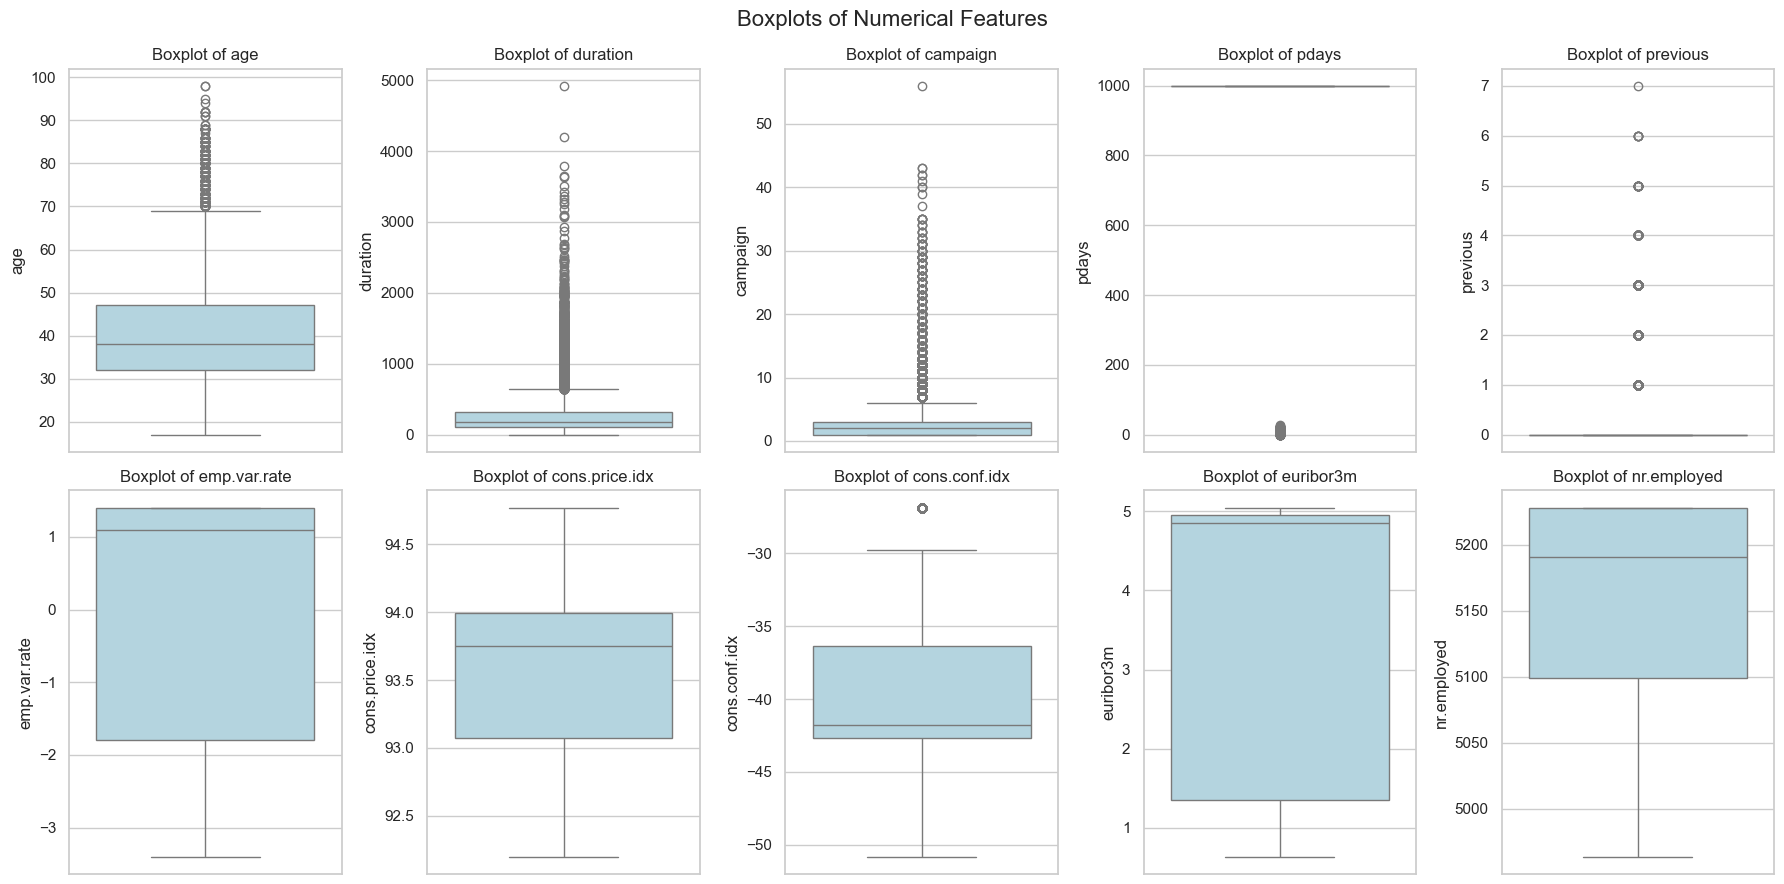 Boxplots of Numerical Features
Boxplot of age
100
90
80
70
60
50
40
30
20
age
Boxplot of duration
5000
4000
3000
2000
1000
0
duration
Boxplot of campaign
50
40
30
20
10
0
campaign
Boxplot of pdays
1000
800
600
400
200
0
pdays
Boxplot of previous
7
6
5
4
3
2
1
0
previous
Boxplot of emp.var.rate
1
0
−1
−2
−3
emp.var.rate
Boxplot of cons.price.idx
94.5
94.0
93.5
93.0
92.5
cons.price.idx
Boxplot of cons.conf.idx
−30
−35
−40
−45
−50
cons.conf.idx
Boxplot of euribor3m
5
4
3
2
1
euribor3m
Boxplot of nr.employed
5200
5150
5100
5050
5000
nr.employed